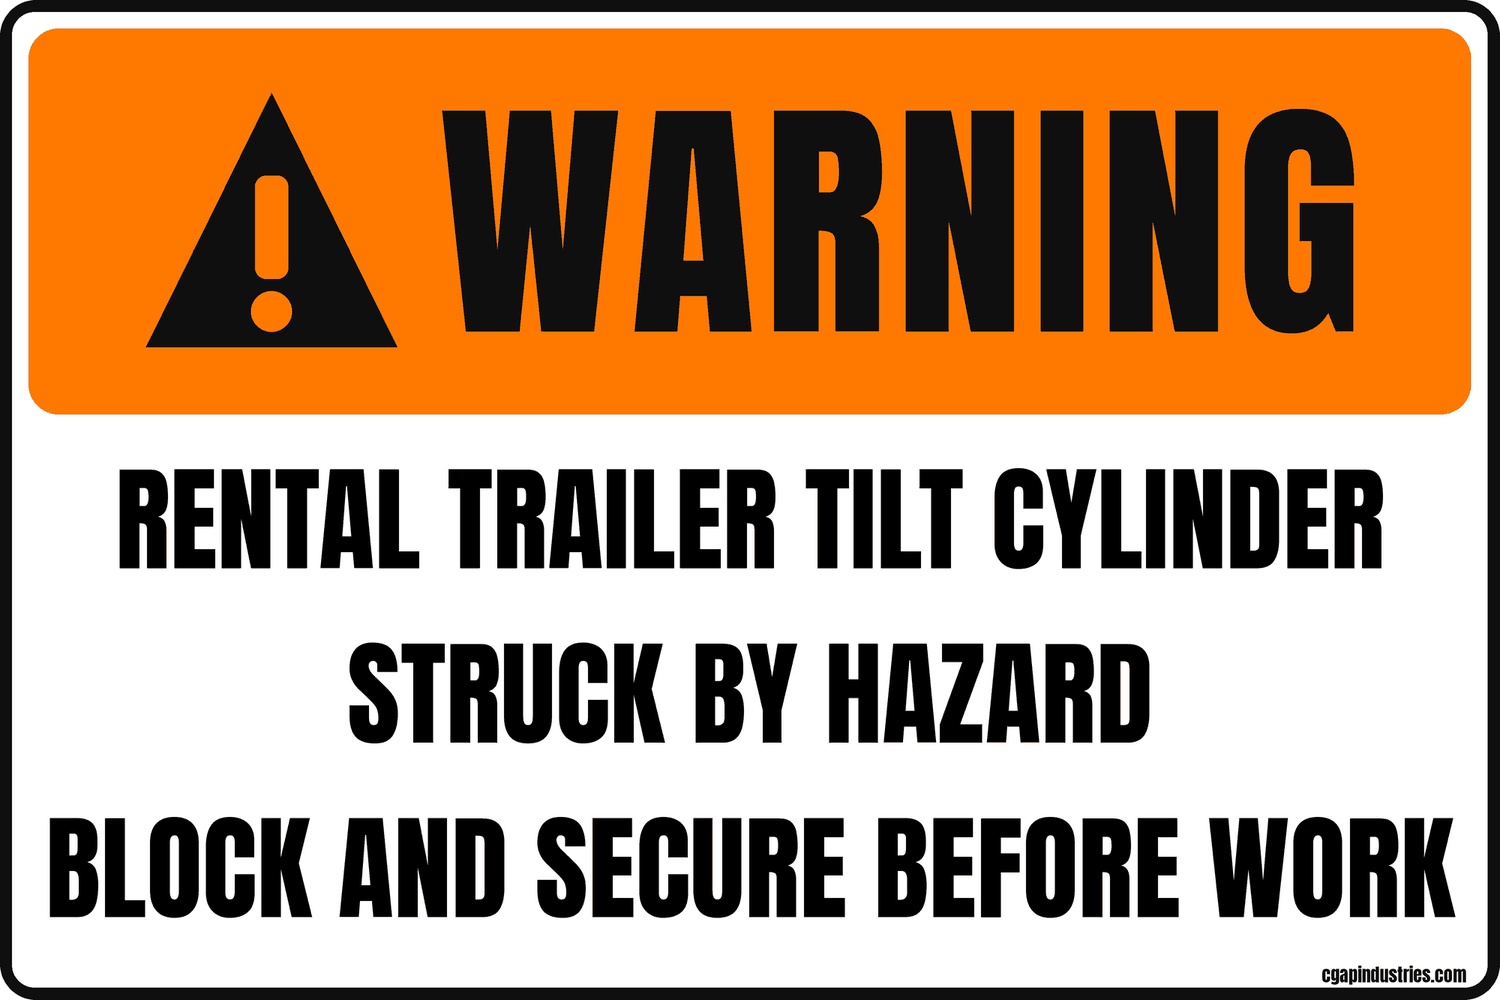 WARNING
RENTAL TRAILER TILT CYLINDER
STRUCK BY HAZARD
BLOCK AND SECURE BEFORE WORK
cgapindustries.com